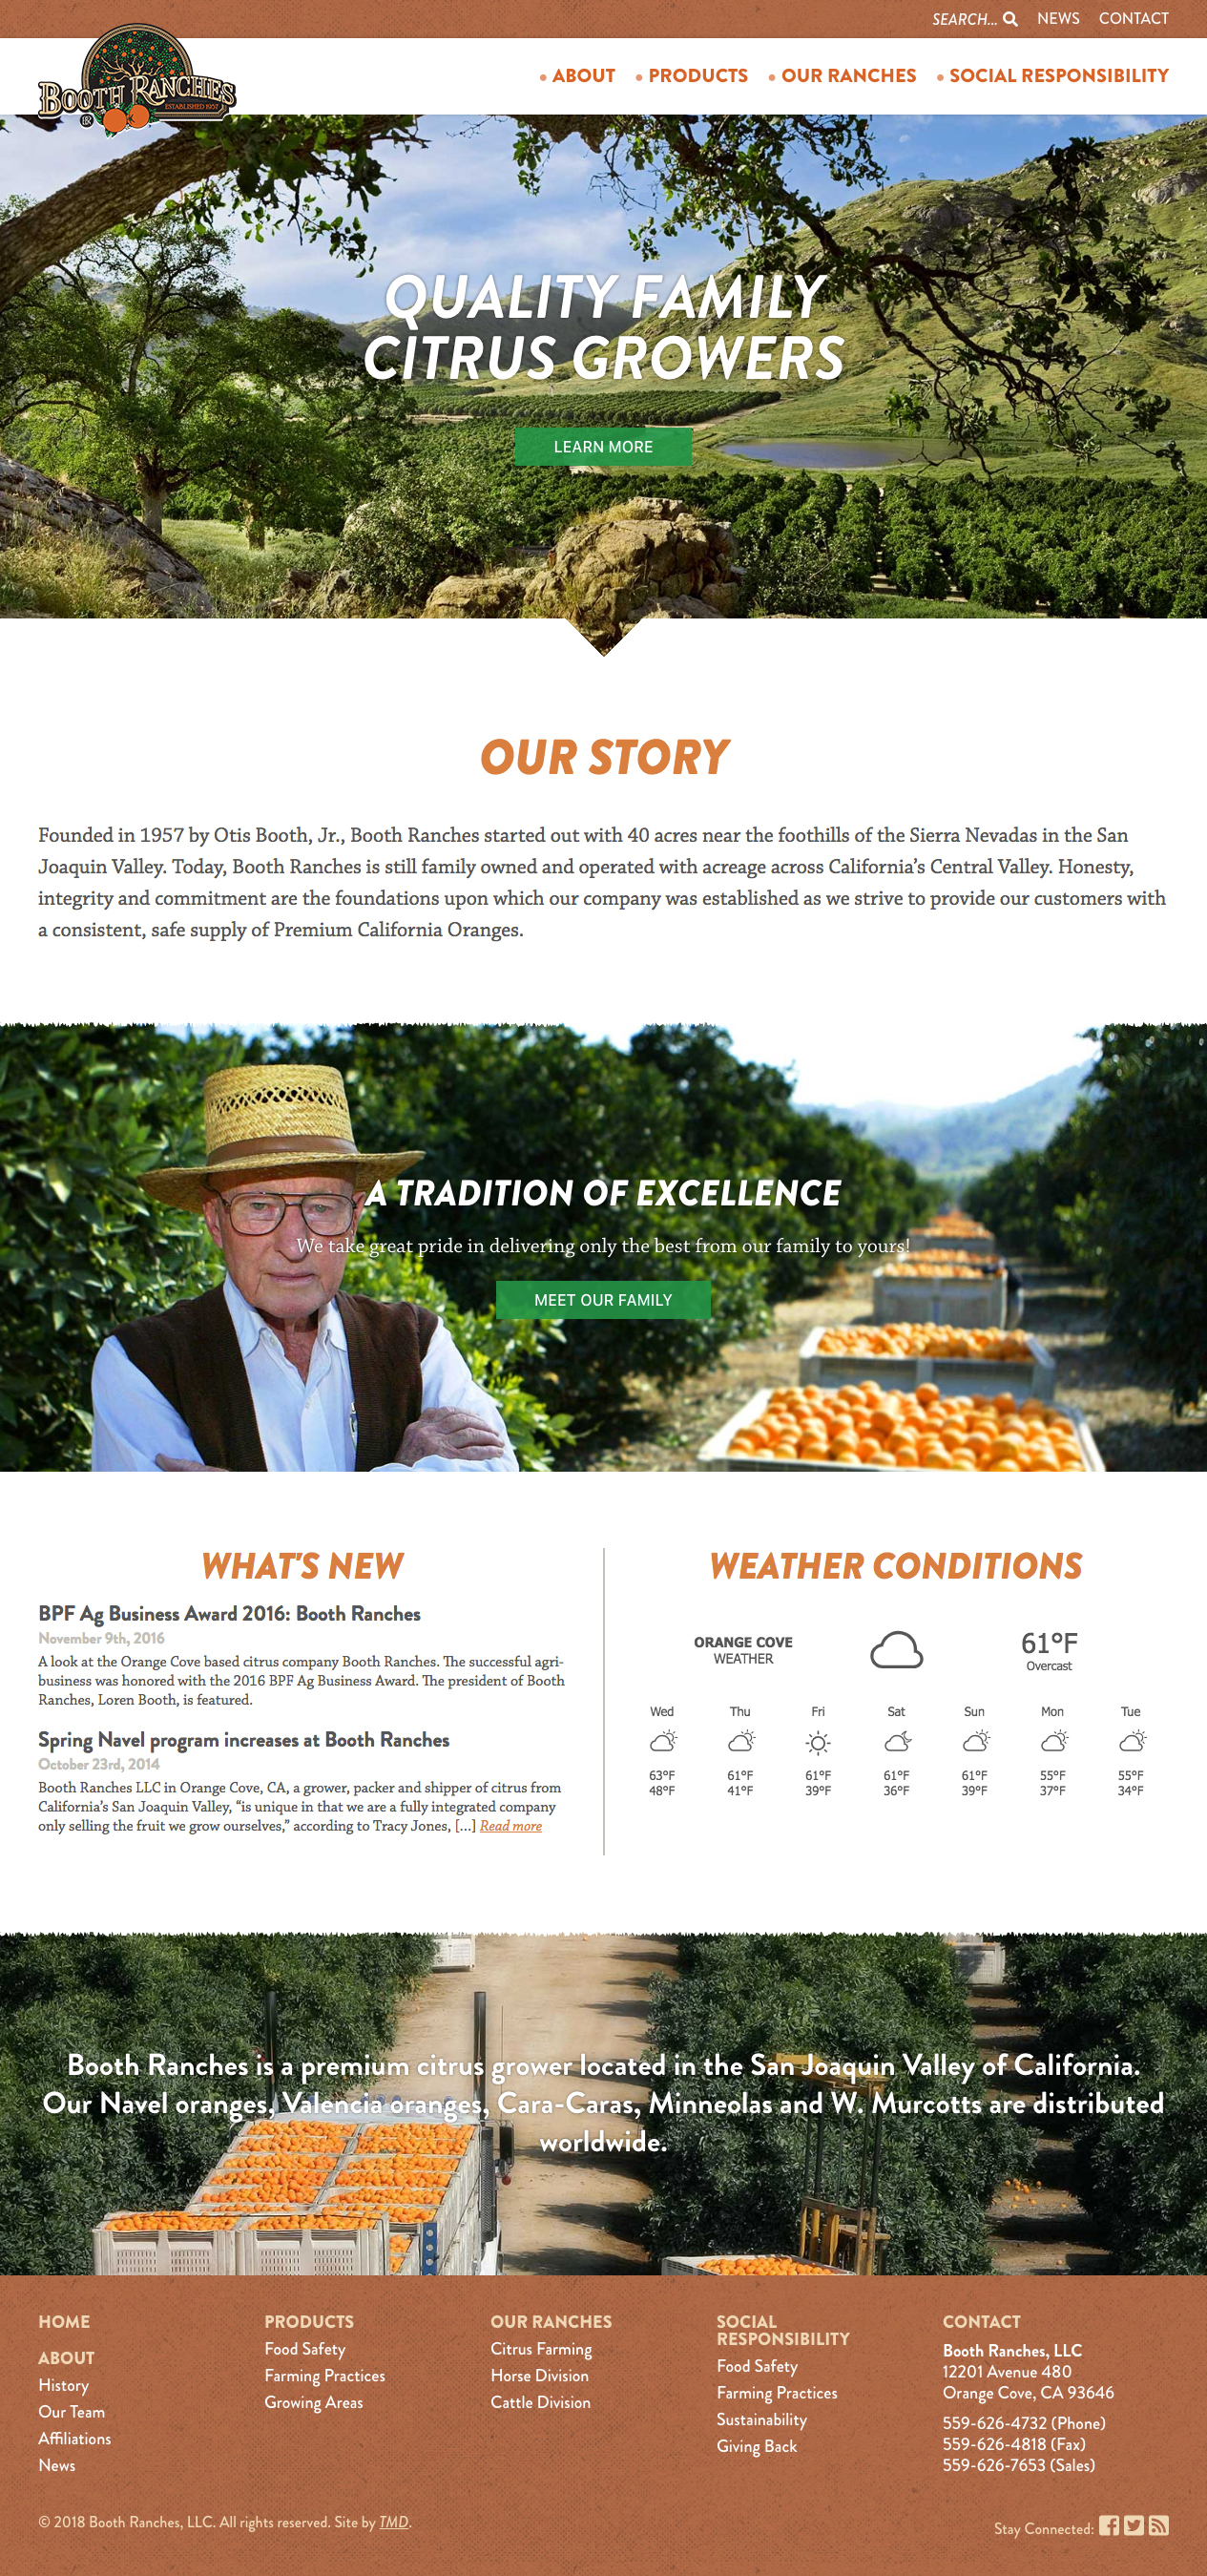 SEARCH... NEWS CONTACT
BOOTH RANCHES
ESTABLISHED 1957
BR
• ABOUT • PRODUCTS • OUR RANCHES • SOCIAL RESPONSIBILITY
QUALITY FAMILY
CITRUS GROWERS
LEARN MORE
OUR STORY
Founded in 1957 by Otis Booth, Jr., Booth Ranches started out with 40 acres near the foothills of the Sierra Nevadas in the San
Joaquin Valley. Today, Booth Ranches is still family owned and operated with acreage across California’s Central Valley. Honesty,
integrity and commitment are the foundations upon which our company was established as we strive to provide our customers with
a consistent, safe supply of Premium California Oranges.
A TRADITION OF EXCELLENCE
We take great pride in delivering only the best from our family to yours!
MEET OUR FAMILY
WHAT'S NEW
BPF Ag Business Award 2016: Booth Ranches
November 9th, 2016
A look at the Orange Cove based citrus company Booth Ranches. The successful agri-
business was honored with the 2016 BPF Ag Business Award. The president of Booth
Ranches, Loren Booth, is featured.
Spring Navel program increases at Booth Ranches
October 23rd, 2014
Booth Ranches LLC in Orange Cove, CA, a grower, packer and shipper of citrus from
California’s San Joaquin Valley, “is unique in that we are a fully integrated company
only selling the fruit we grow ourselves,” according to Tracy Jones, [...] Read more
WEATHER CONDITIONS
ORANGE COVE
WEATHER
61°F
Overcast
Wed Thu Fri Sat Sun Mon Tue
63°F 61°F 61°F 61°F 61°F 55°F 55°F
48°F 41°F 39°F 36°F 39°F 37°F 34°F
Booth Ranches is a premium citrus grower located in the San Joaquin Valley of California.
Our Navel oranges, Valencia oranges, Cara-Caras, Minneolas and W. Murcotts are distributed
worldwide.
HOME
ABOUT
History
Our Team
Affiliations
News
PRODUCTS
Food Safety
Farming Practices
Growing Areas
OUR RANCHES
Citrus Farming
Horse Division
Cattle Division
SOCIAL
RESPONSIBILITY
Food Safety
Farming Practices
Sustainability
Giving Back
CONTACT
Booth Ranches, LLC
12201 Avenue 480
Orange Cove, CA 93646
559-626-4732 (Phone)
559-626-4818 (Fax)
559-626-7653 (Sales)
© 2018 Booth Ranches, LLC. All rights reserved. Site by TMD.
Stay Connected: